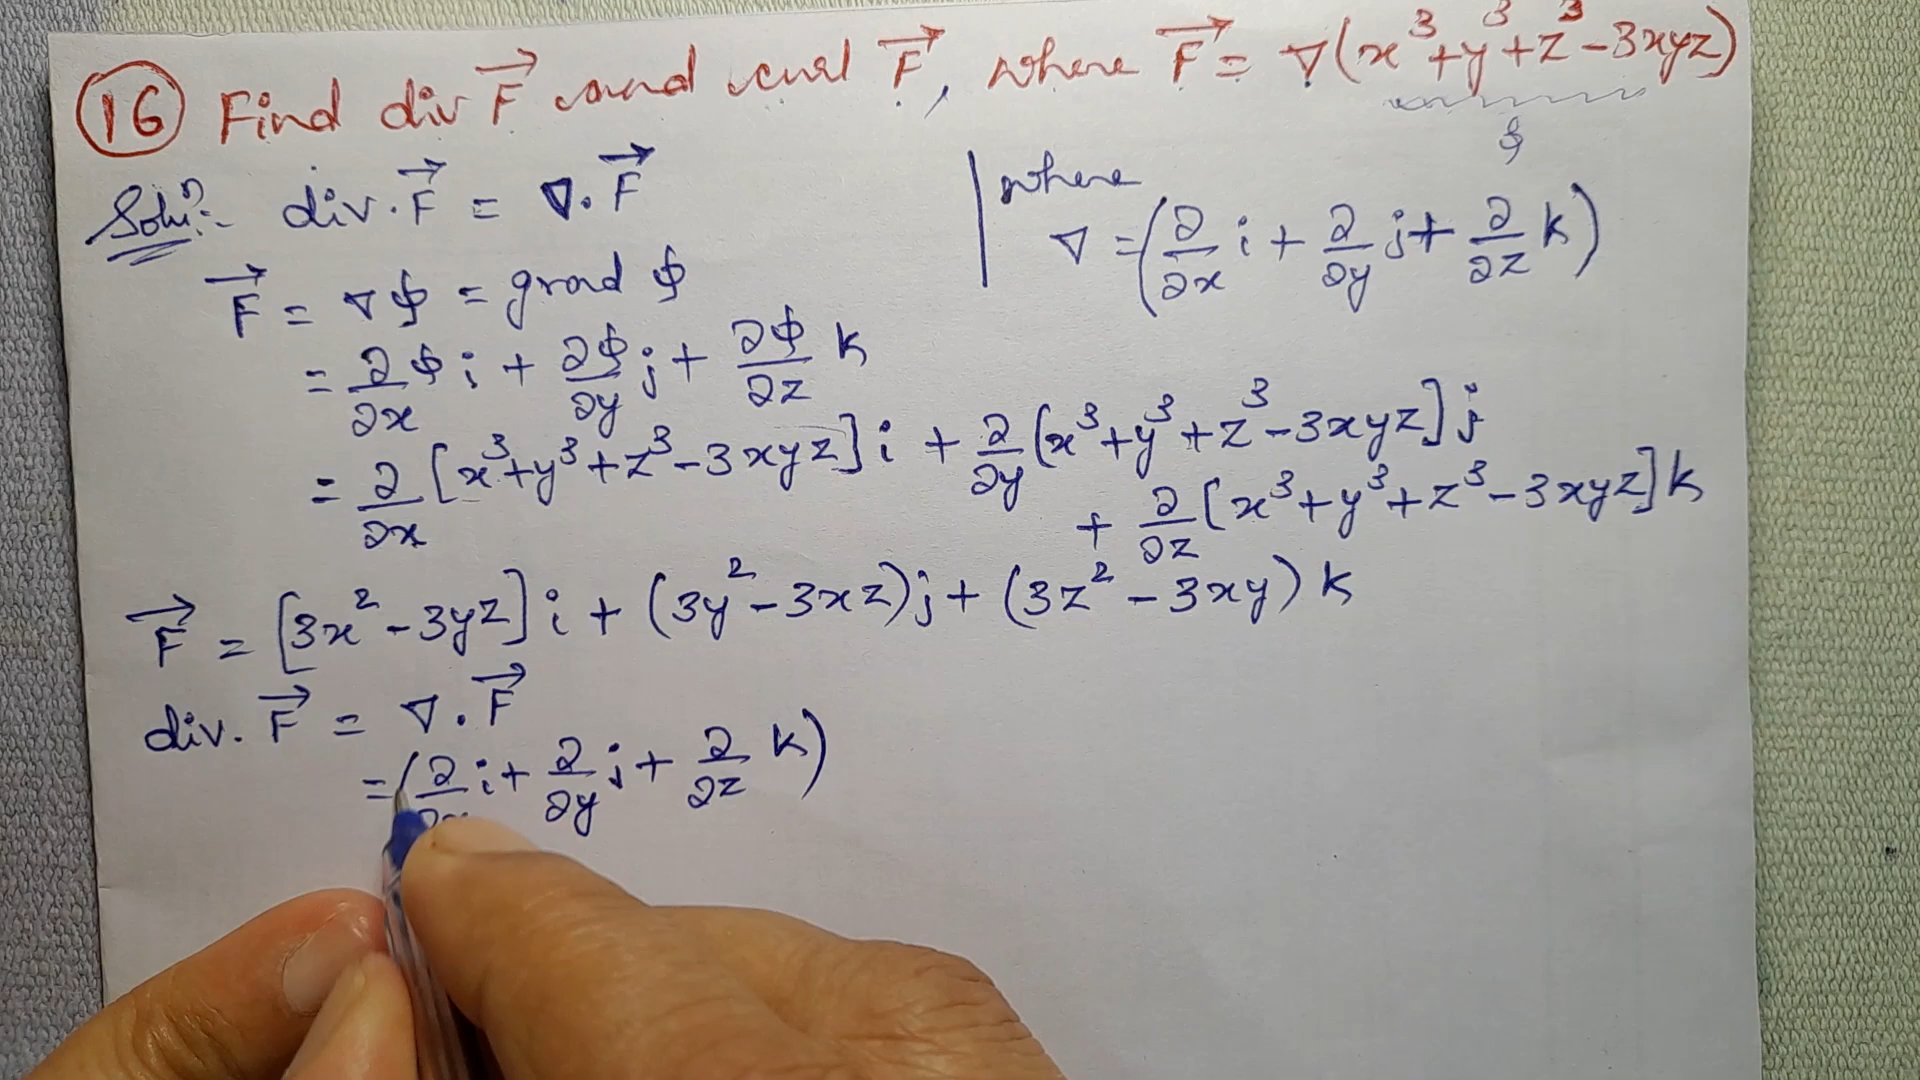 (16) Find div F⃗ and curl F⃗, where F⃗ = ∇(x³+y³+z³-3xyz)
ϕ
Soln:- div. F⃗ = ∇. F⃗
where
∇ = (∂/∂x i + ∂/∂y j + ∂/∂z k)
F⃗ = ∇ϕ = grad ϕ
= ∂ϕ/∂x i + ∂ϕ/∂y j + ∂ϕ/∂z k
= ∂/∂x [x³+y³+z³-3xyz] i + ∂/∂y [x³+y³+z³-3xyz] j
+ ∂/∂z [x³+y³+z³-3xyz] k
F⃗ = [3x²-3yz] i + (3y²-3xz) j + (3z²-3xy) k
div. F⃗ = ∇. F⃗
= (∂/∂x i + ∂/∂y j + ∂/∂z k)